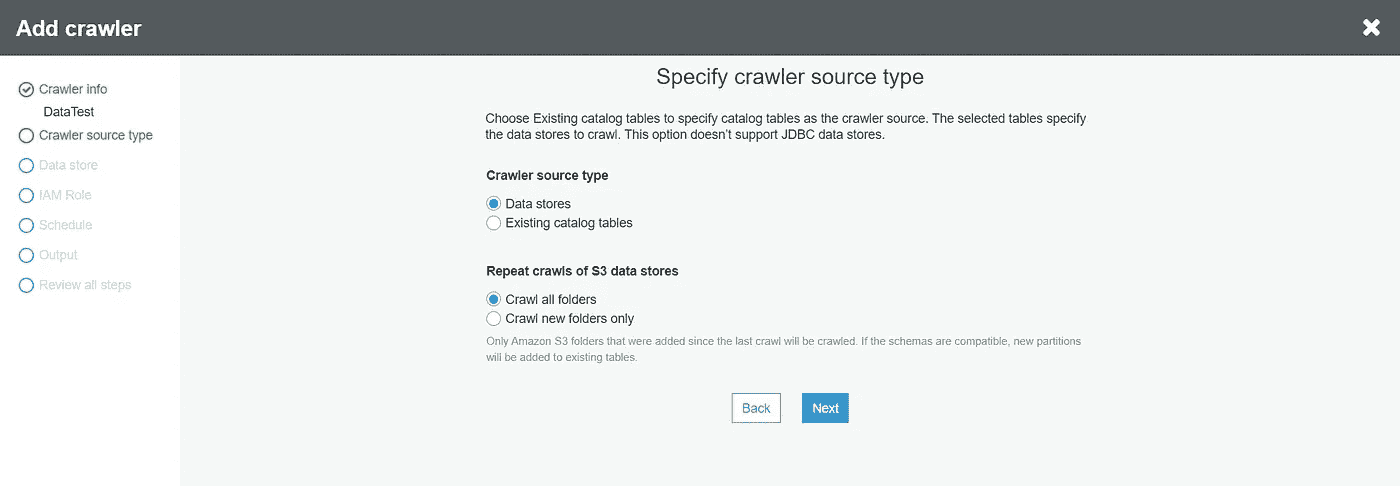 Add crawler
Crawler info
DataTest
Crawler source type
Data store
IAM Role
Schedule
Output
Review all steps
Specify crawler source type
Choose Existing catalog tables to specify catalog tables as the crawler source. The selected tables specify
the data stores to crawl. This option doesn't support JDBC data stores.
Crawler source type
Data stores
Existing catalog tables
Repeat crawls of S3 data stores
Crawl all folders
Crawl new folders only
Only Amazon S3 folders that were added since the last crawl will be crawled. If the schemas are compatible, new partitions
will be added to existing tables.
Back
Next